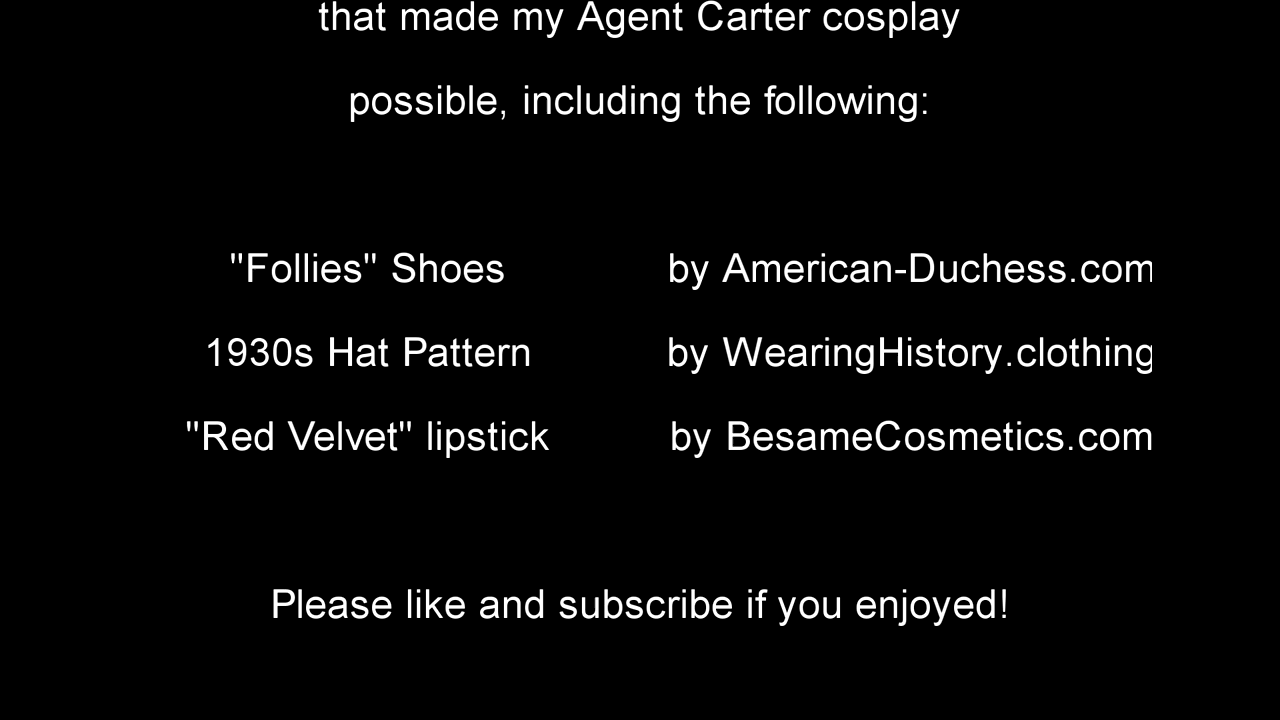 that made my Agent Carter cosplay
possible, including the following:
"Follies" Shoes by American-Duchess.com
1930s Hat Pattern by WearingHistory.clothing
"Red Velvet" lipstick by BesameCosmetics.com
Please like and subscribe if you enjoyed!